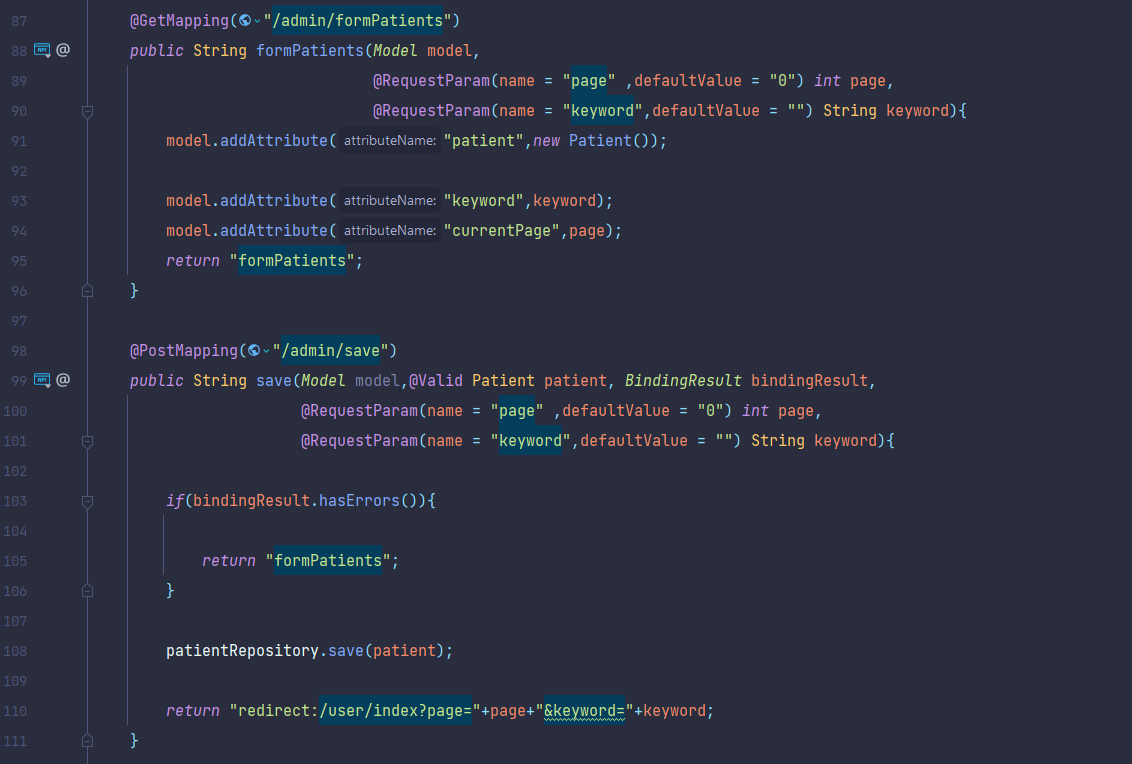 87 @GetMapping("/admin/formPatients")
88 API @ public String formPatients(Model model,
89 @RequestParam(name = "page" ,defaultValue = "0") int page,
90 @RequestParam(name = "keyword",defaultValue = "") String keyword){
91 model.addAttribute( attributeName: "patient",new Patient());
92
93 model.addAttribute( attributeName: "keyword",keyword);
94 model.addAttribute( attributeName: "currentPage",page);
95 return "formPatients";
96 }
97
98 @PostMapping("/admin/save")
99 API @ public String save(Model model,@Valid Patient patient, BindingResult bindingResult,
100 @RequestParam(name = "page" ,defaultValue = "0") int page,
101 @RequestParam(name = "keyword",defaultValue = "") String keyword){
102
103 if(bindingResult.hasErrors()){
104
105 return "formPatients";
106 }
107
108 patientRepository.save(patient);
109
110 return "redirect:/user/index?page="+page+"&keyword="+keyword;
111 }